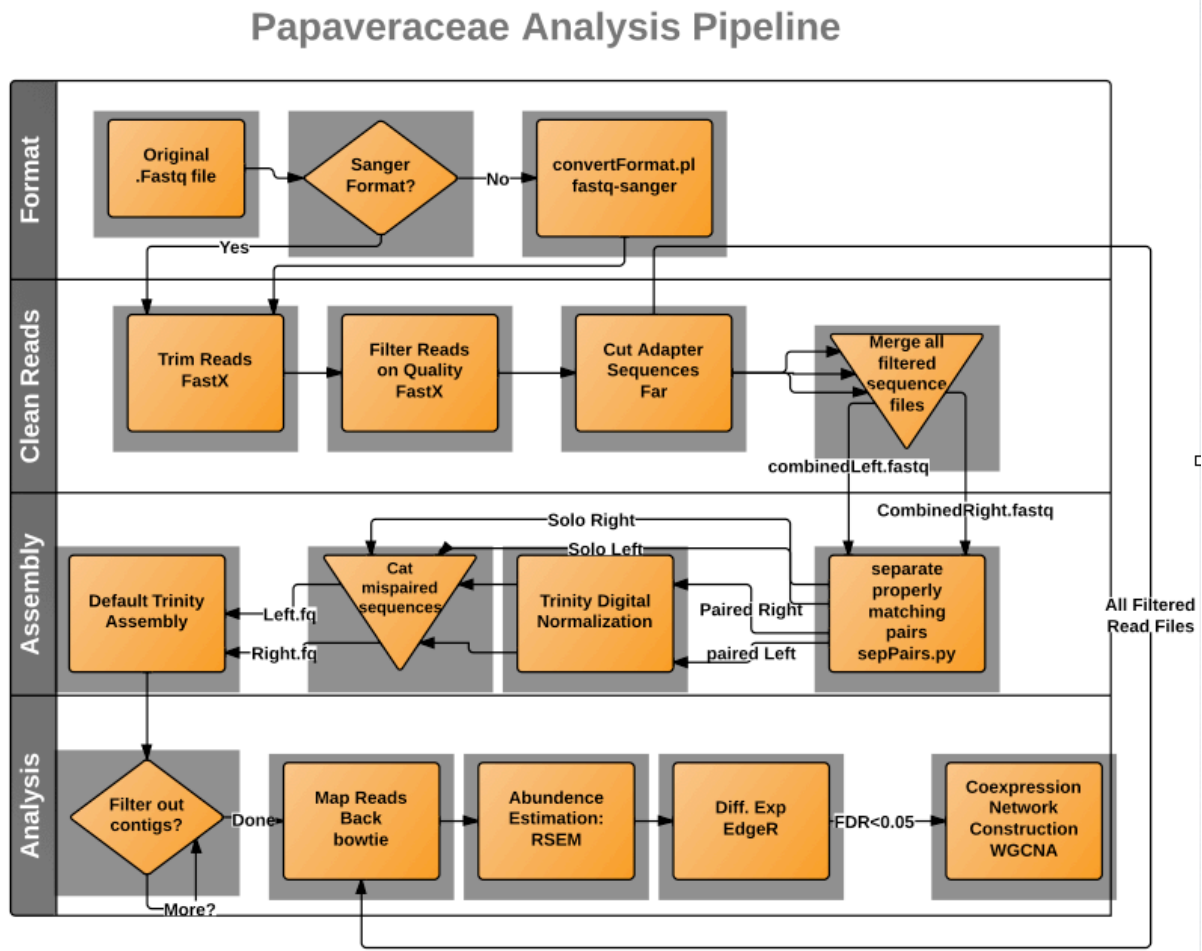 Papaveraceae Analysis Pipeline
Format
Original
.Fastq file
Sanger
Format?
No
convertFormat.pl
fastq-sanger
Yes
Clean Reads
Trim Reads
FastX
Filter Reads
on Quality
FastX
Cut Adapter
Sequences
Far
Merge all
filtered
sequence
files
combinedLeft.fastq
CombinedRight.fastq
Assembly
Solo Right
Solo Left
separate
properly
matching
pairs
sepPairs.py
Paired Right
paired Left
Trinity Digital
Normalization
Cat
mispaired
sequences
Left.fq
Right.fq
Default Trinity
Assembly
All Filtered
Read Files
Analysis
Filter out
contigs?
More?
Done
Map Reads
Back
bowtie
Abundence
Estimation:
RSEM
Diff. Exp
EdgeR
FDR<0.05
Coexpression
Network
Construction
WGCNA